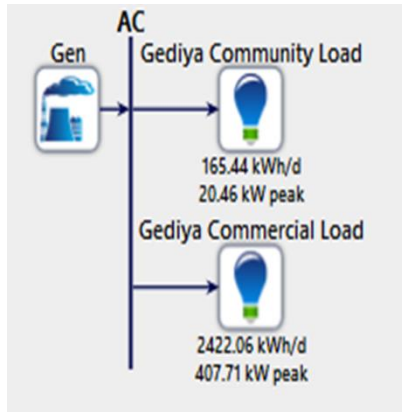 AC
Gen
Gediya Community Load
165.44 kWh/d
20.46 kW peak
Gediya Commercial Load
2422.06 kWh/d
407.71 kW peak